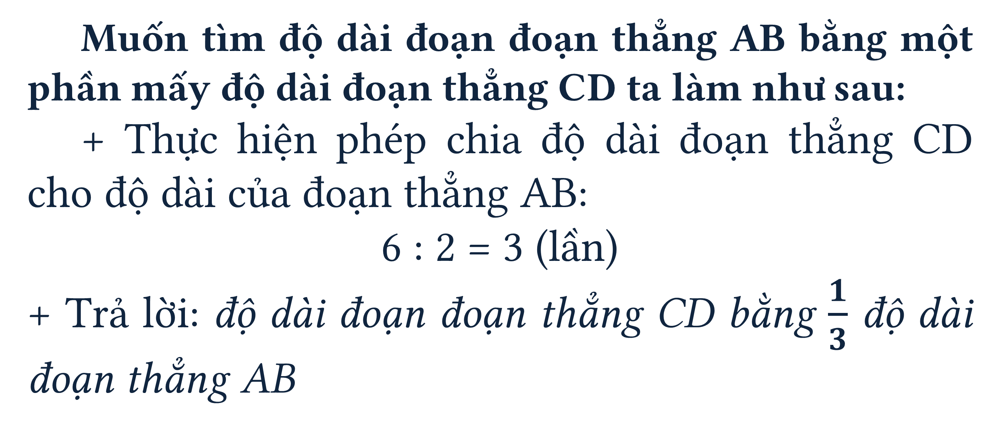 Muốn tìm độ dài đoạn đoạn thẳng AB bằng một
phần mấy độ dài đoạn thẳng CD ta làm như sau:
+ Thực hiện phép chia độ dài đoạn thẳng CD
cho độ dài của đoạn thẳng AB:
6 : 2 = 3 (lần)
+ Trả lời: độ dài đoạn đoạn thẳng CD bằng 1/3 độ dài
đoạn thẳng AB